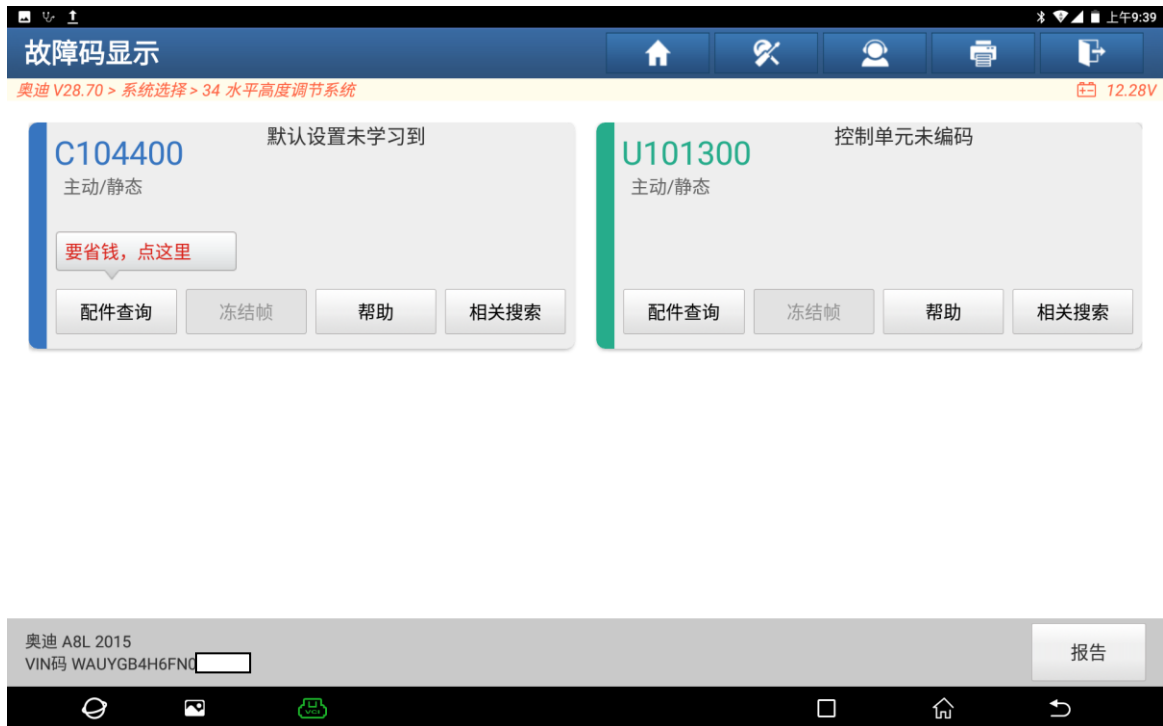 上午9:39
故障码显示
奥迪 V28.70 > 系统选择 > 34 水平高度调节系统
12.28V
C104400
默认设置未学习到
主动/静态
要省钱，点这里
配件查询
冻结帧
帮助
相关搜索
U101300
控制单元未编码
主动/静态
配件查询
冻结帧
帮助
相关搜索
奥迪 A8L 2015
VIN码 WAUYGB4H6FN0
报告
VCI